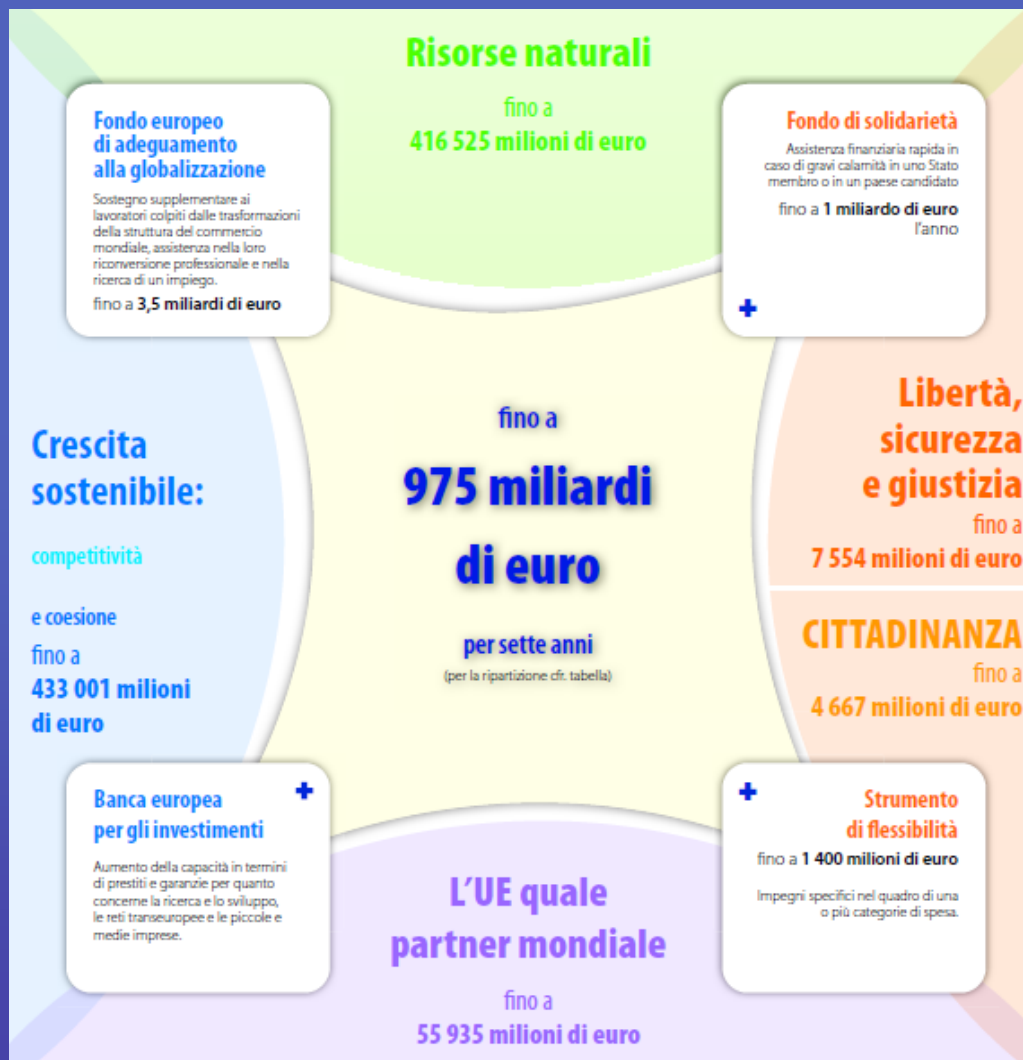 Risorse naturali
fino a
416 525 milioni di euro
Fondo europeo
di adeguamento
alla globalizzazione
Sostegno supplementare ai
lavoratori colpiti dalle trasformazioni
della struttura del commercio
mondiale, assistenza nella loro
riconversione professionale e nella
ricerca di un impiego.
fino a 3,5 miliardi di euro
Fondo di solidarietà
Assistenza finanziaria rapida in
caso di gravi calamità in uno Stato
membro o in un paese candidato
fino a 1 miliardo di euro
l'anno
+
Crescita
sostenibile:
competitività
e coesione
fino a
433 001 milioni
di euro
fino a
975 miliardi
di euro
per sette anni
(per la ripartizione cfr. tabella)
Libertà,
sicurezza
e giustizia
fino a
7 554 milioni di euro
CITTADINANZA
fino a
4 667 milioni di euro
+
Banca europea
per gli investimenti
Aumento della capacità in termini
di prestiti e garanzie per quanto
concerne la ricerca e lo sviluppo,
le reti transeuropee e le piccole e
medie imprese.
L'UE quale
partner mondiale
fino a
55 935 milioni di euro
+
Strumento
di flessibilità
fino a 1 400 milioni di euro
Impegni specifici nel quadro di una
o più categorie di spesa.